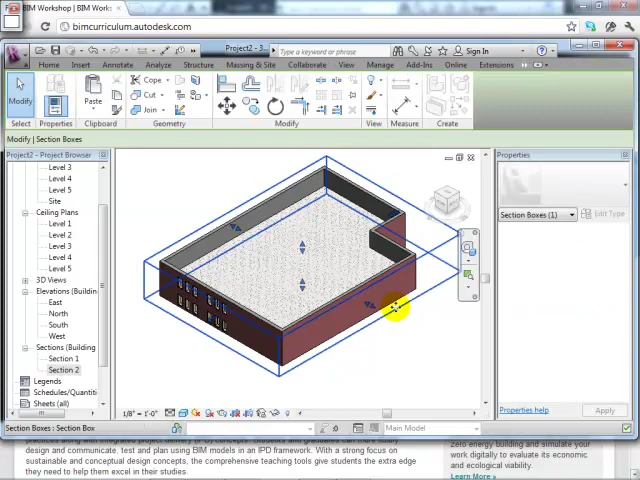 BIM Workshop | BIM Works
bimcurriculum.autodesk.com
Project2 - 3...
Type a keyword or phrase
Sign In
Home Insert Annotate Analyze Structure Massing & Site Collaborate View Manage Add-Ins Online Extensions
Modify
Paste
Cope
Cut
Join
Select Properties Clipboard Geometry Modify View Measure Create
Modify | Section Boxes
Project2 - Project Browser
Level 3
Level 4
Level 5
Site
Ceiling Plans
Level 1
Level 2
Level 3
Level 4
Level 5
3D Views
Elevations (Building
East
North
South
West
Sections (Building
Section 1
Section 2
Legends
Schedules/Quantiti
Sheets (all)
Properties
Section Boxes (1)
Edit Type
Properties help
Apply
1/8" = 1'-0"
Section Boxes : Section Box
:0
Main Model
practices along with integrated project delivery (IPD) concepts. Students and graduates can more fully
design and communicate, test and plan using BIM models in an IPD framework. With a strong focus on
sustainable and conceptual design concepts, the comprehensive teaching tools give students the extra edge
they need to help them excel in their studies.
Zero energy building and simulate your
work digitally to evaluate its economic
and ecological viability.
Learn More »